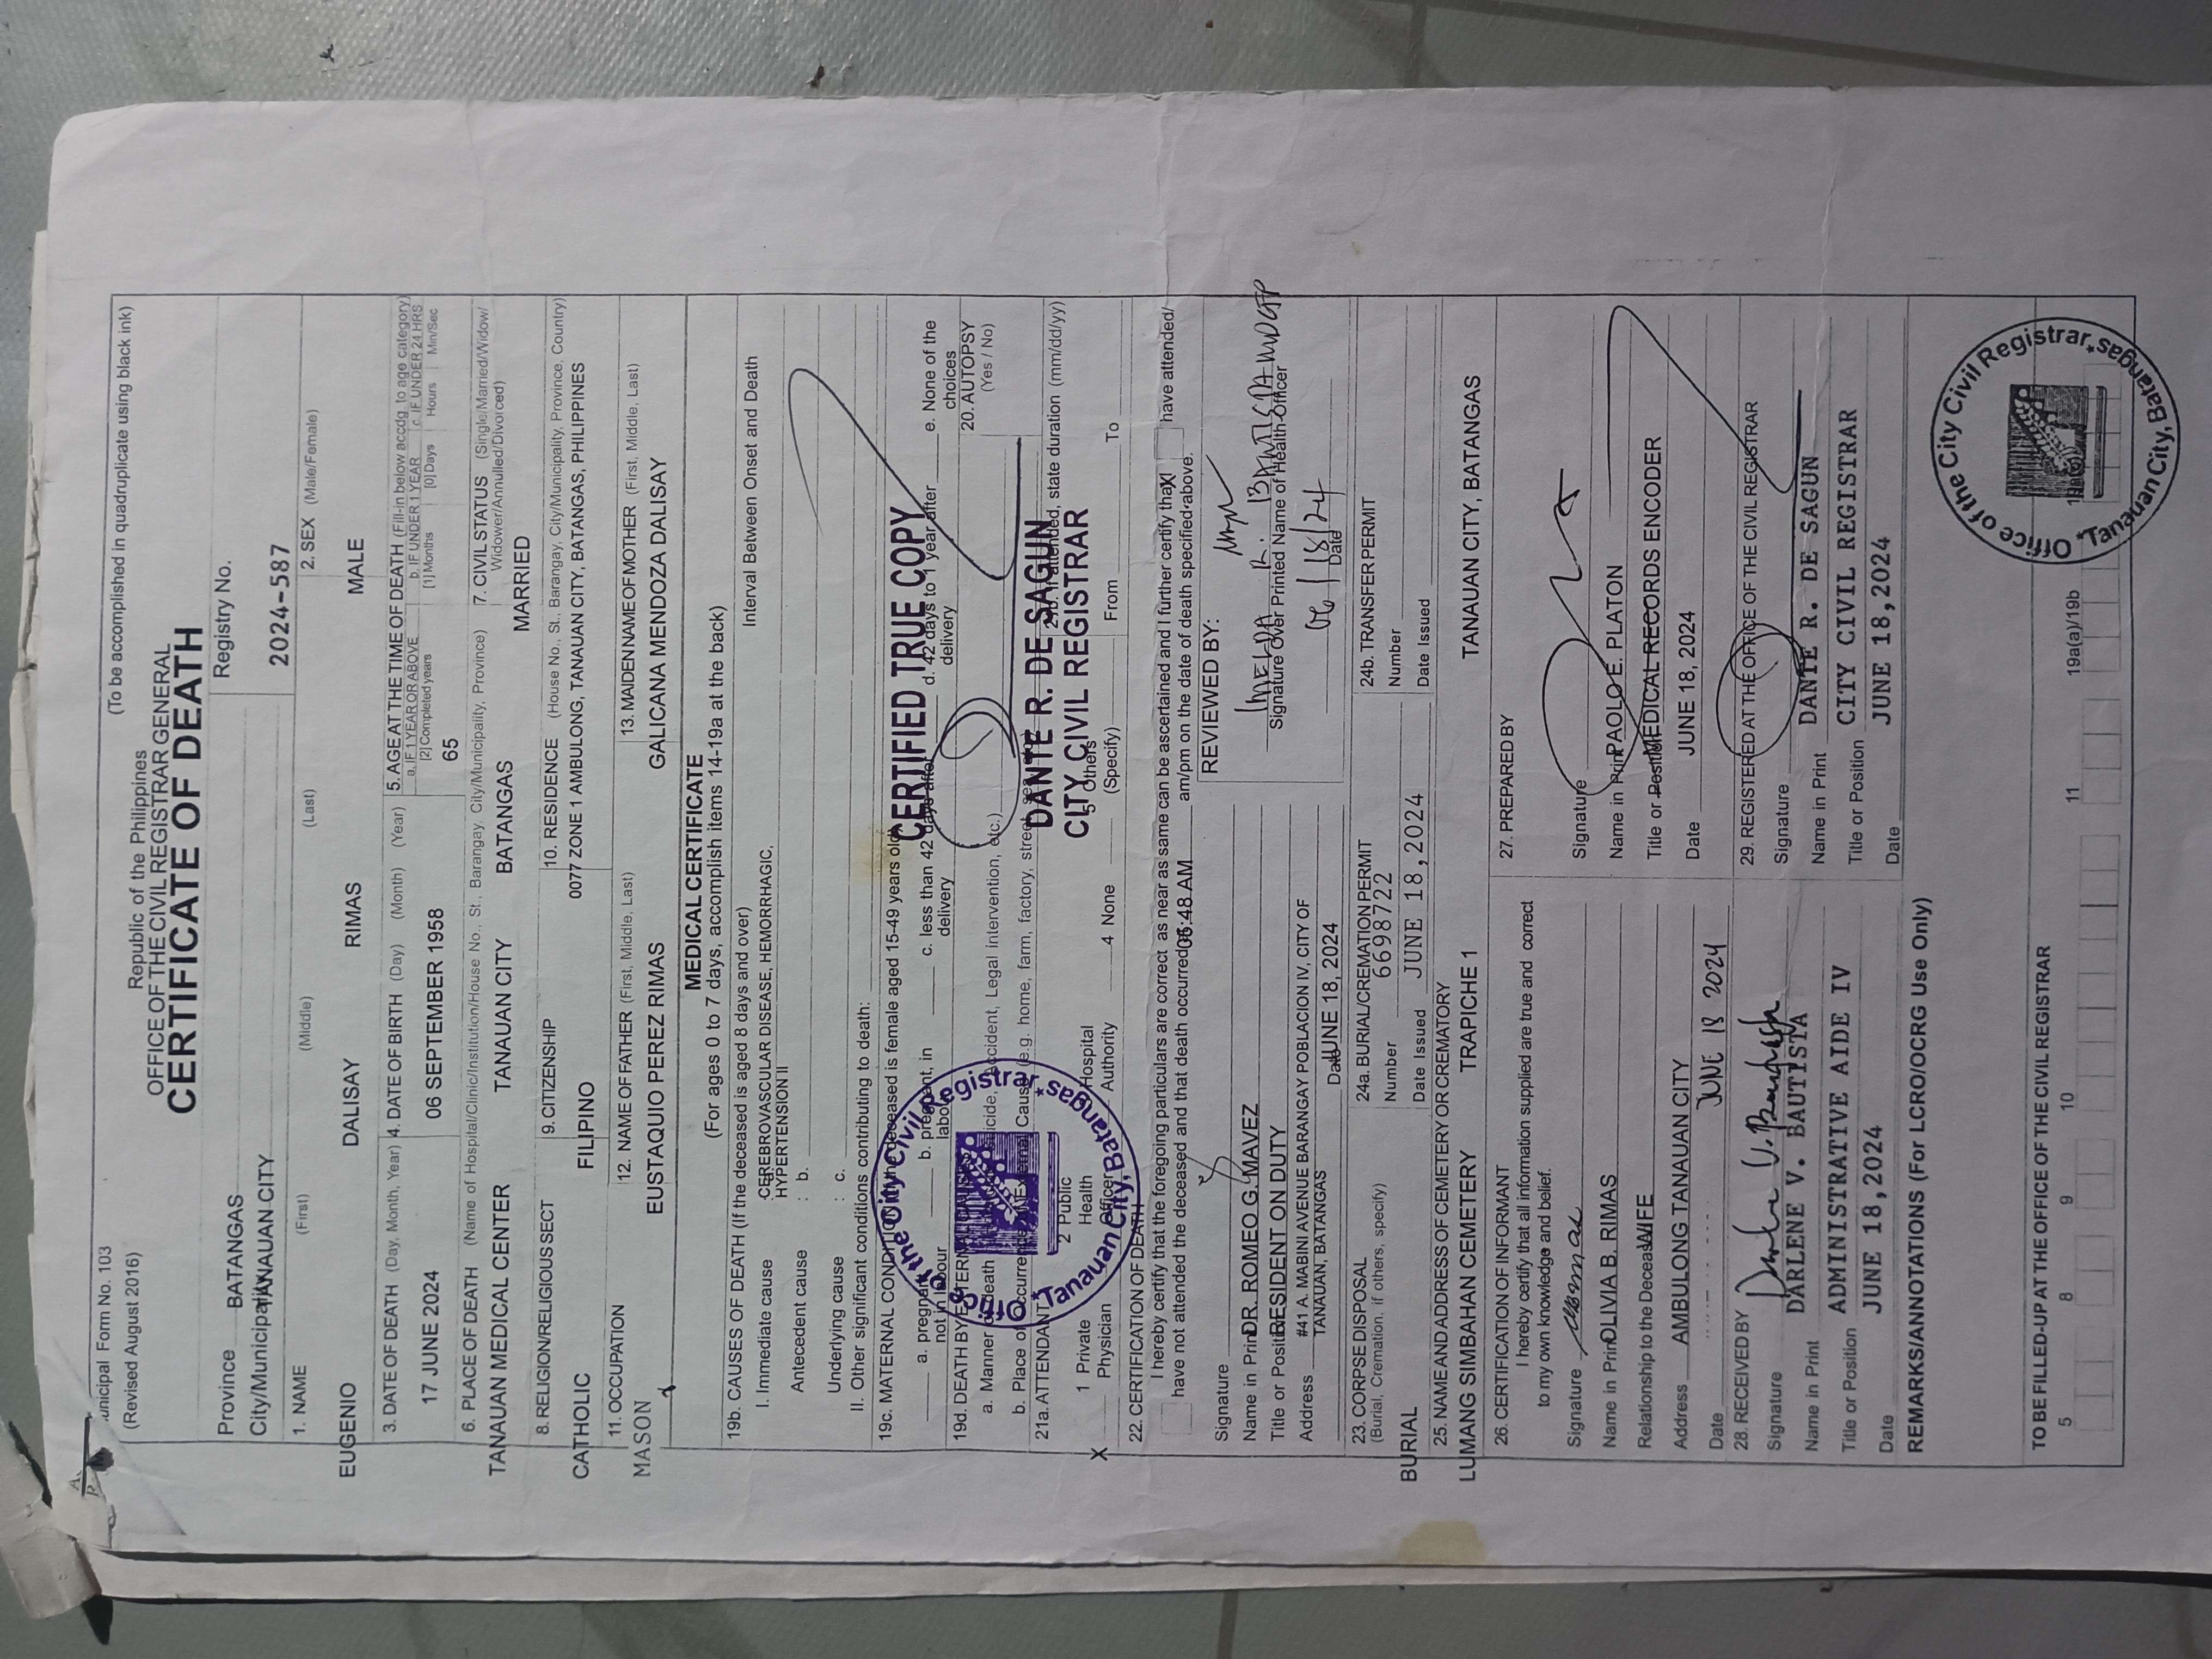 Municipal Form No. 103
(Revised August 2016)
(To be accomplished in quadruplicate using black ink)
Republic of the Philippines
OFFICE OF THE CIVIL REGISTRAR GENERAL
CERTIFICATE OF DEATH
Province BATANGAS
City/Municipality TANAUAN CITY
Registry No.
2024-587
1. NAME (First) (Middle) (Last)
EUGENIO DALISAY RIMAS
2. SEX (Male/Female)
MALE
3. DATE OF DEATH (Day, Month, Year)
17 JUNE 2024
4. DATE OF BIRTH (Day) (Month) (Year)
06 SEPTEMBER 1958
5. AGE AT THE TIME OF DEATH (Fill-in below accdg. to age category)
a. IF 1 YEAR OR ABOVE
[2] Completed years
65
b. IF UNDER 1 YEAR
[1] Months [0] Days
c. IF UNDER 24 HRS
Hours Min/Sec
6. PLACE OF DEATH (Name of Hospital/Clinic/Institution/House No., St., Barangay, City/Municipality, Province)
TANAUAN MEDICAL CENTER TANAUAN CITY BATANGAS
7. CIVIL STATUS (Single/Married/Widow/
Widower/Annulled/Divorced)
MARRIED
8. RELIGION/RELIGIOUS SECT
CATHOLIC
9. CITIZENSHIP
FILIPINO
10. RESIDENCE (House No., St., Barangay, City/Municipality, Province, Country)
0077 ZONE 1 AMBULONG, TANAUAN CITY, BATANGAS, PHILIPPINES
11. OCCUPATION
MASON
12. NAME OF FATHER (First, Middle, Last)
EUSTAQUIO PEREZ RIMAS
13. MAIDEN NAME OF MOTHER (First, Middle, Last)
GALICANA MENDOZA DALISAY
MEDICAL CERTIFICATE
(For ages 0 to 7 days, accomplish items 14-19a at the back)
19b. CAUSES OF DEATH (If the deceased is aged 8 days and over)
Interval Between Onset and Death
I. Immediate cause : CEREBROVASCULAR DISEASE, HEMORRHAGIC,
HYPERTENSION II
Antecedent cause : b.
Underlying cause : c.
II. Other significant conditions contributing to death:
19c. MATERNAL CONDITION (If the deceased is female aged 15-49 years old)
a. pregnant, not in labour
b. pregnant, in labour
c. less than 42 days after delivery
d. 42 days to 1 year after delivery
e. None of the choices
CERTIFIED TRUE COPY
DANTE R. DE SAGUN
CITY CIVIL REGISTRAR
19d. DEATH BY EXTERNAL CAUSES
a. Manner of death Accident, Legal intervention, etc.)
b. Place of Occurrence of External Cause (e.g. home, farm, factory, street, sea, etc.)
20. AUTOPSY
(Yes / No)
21a. ATTENDANT
X 1 Private Physician
2 Public Health Officer
Hospital Authority
4 None
5 Others (Specify)
21b. If attended, state duration (mm/dd/yy)
From To
Office of the City Civil Registrar
*Tanauan City, Batangas*
22. CERTIFICATION OF DEATH
I hereby certify that the foregoing particulars are correct as near as same can be ascertained and I further certify that X I have attended/
have not attended the deceased and that death occurred at 05:48 AM am/pm on the date of death specified above.
Signature
Name in Print DR. ROMEO G. MAVEZ
Title or Position RESIDENT ON DUTY
Address #41 A. MABINI AVENUE BARANGAY POBLACION IV, CITY OF
TANAUAN, BATANGAS
Date JUNE 18, 2024
REVIEWED BY:
IMELDA R. BAUTISTA
Signature Over Printed Name of Health Officer
06/18/24
Date
23. CORPSE DISPOSAL
(Burial, Cremation, if others, specify)
BURIAL
24a. BURIAL/CREMATION PERMIT
Number 6698722
Date Issued JUNE 18,2024
24b. TRANSFER PERMIT
Number
Date Issued
25. NAME AND ADDRESS OF CEMETERY OR CREMATORY
LUMANG SIMBAHAN CEMETERY TRAPICHE 1 TANAUAN CITY, BATANGAS
26. CERTIFICATION OF INFORMANT
I hereby certify that all information supplied are true and correct
to my own knowledge and belief.
Signature
Name in Print OLIVIA B. RIMAS
Relationship to the Deceased WIFE
Address AMBULONG TANAUAN CITY
Date JUNE 18 2024
27. PREPARED BY
Signature
Name in Print PAOLO E. PLATON
Title or Position MEDICAL RECORDS ENCODER
Date JUNE 18, 2024
28. RECEIVED BY
Signature
Name in Print DARLENE V. BAUTISTA
Title or Position ADMINISTRATIVE AIDE IV
Date JUNE 18,2024
29. REGISTERED AT THE OFFICE OF THE CIVIL REGISTRAR
Signature
Name in Print DANTE R. DE SAGUN
Title or Position CITY CIVIL REGISTRAR
Date JUNE 18,2024
REMARKS/ANNOTATIONS (For LCRO/OCRG Use Only)
Office of the City Civil Registrar
*Tanauan City, Batangas*
TO BE FILLED-UP AT THE OFFICE OF THE CIVIL REGISTRAR
5 8 9 10 11 19a(a)/19b